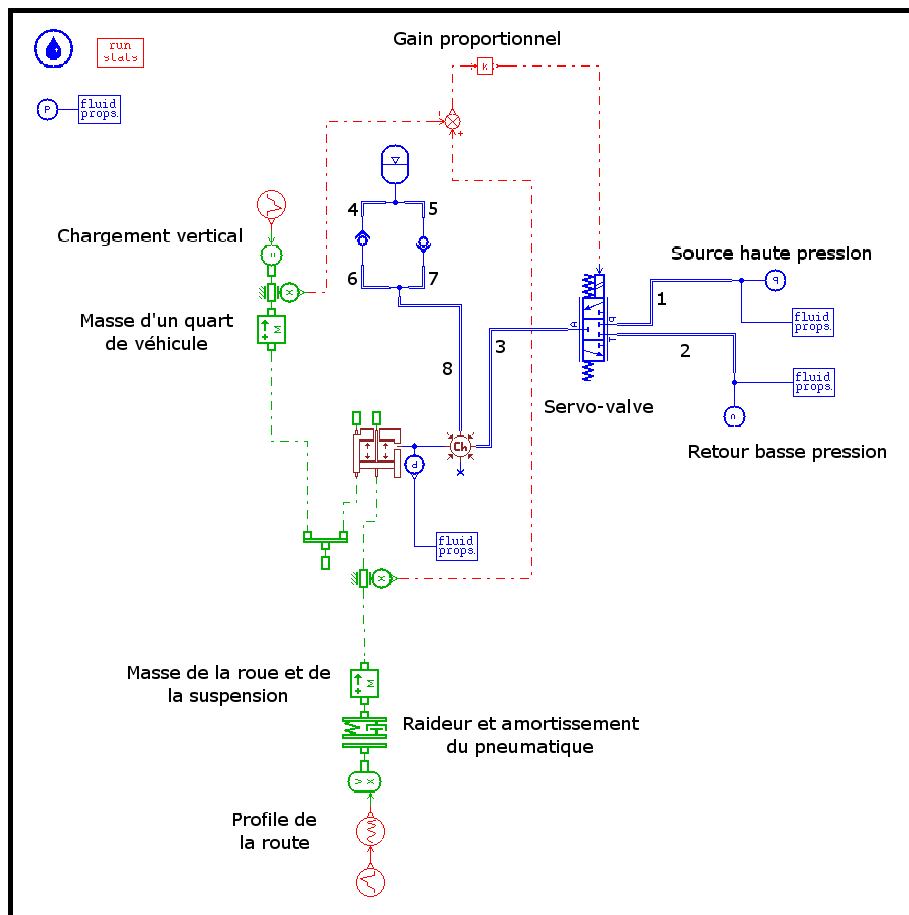 Gain proportionnel
run
stats
P
fluid
props.
k
-
+
4
5
Chargement vertical
6
7
Source haute pression
1
x
fluid
props.
Masse d'un quart
de véhicule
M
A
P
T
3
2
8
fluid
props.
Servo-valve
Retour basse pression
Ch
d
fluid
props.
x
Masse de la roue et de
la suspension
M
Raideur et amortissement
du pneumatique
v
x
Profile de
la route